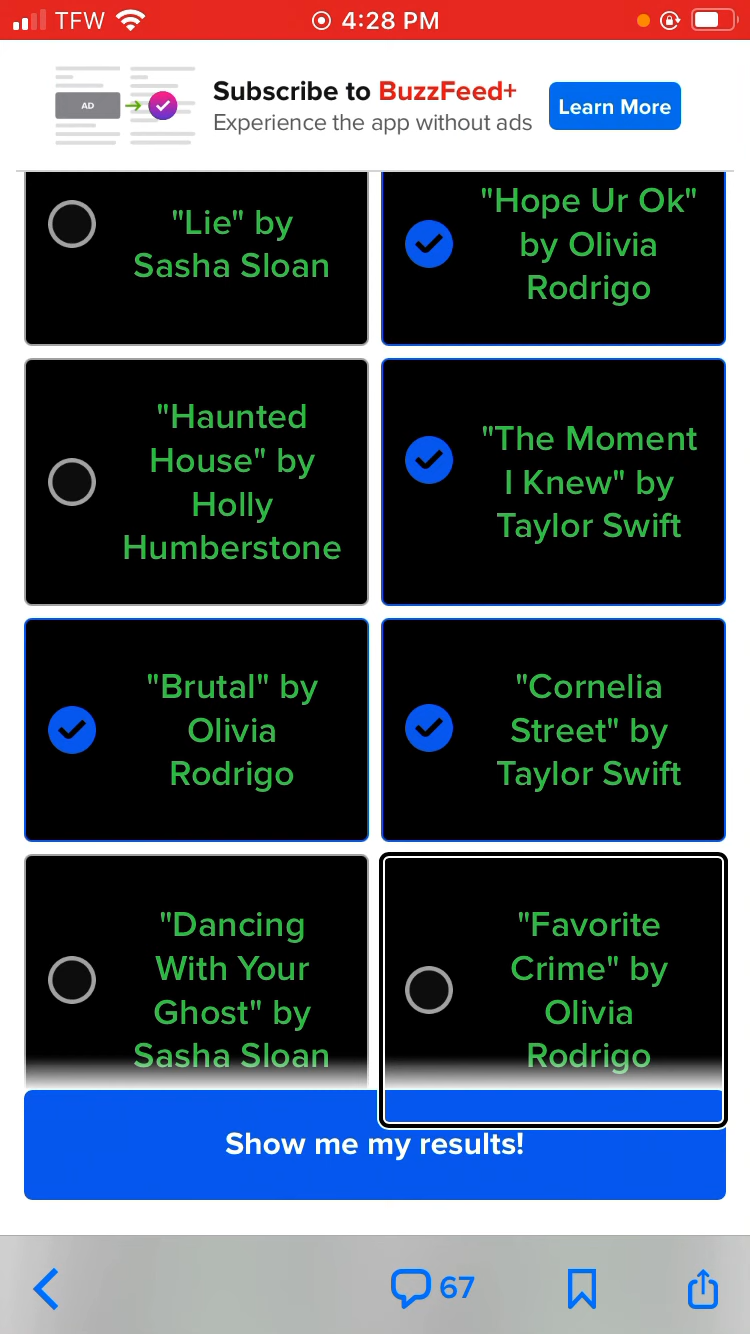 TFW 4:28 PM
Subscribe to BuzzFeed+
Experience the app without ads
Learn More
AD
"Lie" by
Sasha Sloan
"Hope Ur Ok"
by Olivia
Rodrigo
"Haunted
House" by
Holly
Humberstone
"The Moment
I Knew" by
Taylor Swift
"Brutal" by
Olivia
Rodrigo
"Cornelia
Street" by
Taylor Swift
"Dancing
With Your
Ghost" by
Sasha Sloan
"Favorite
Crime" by
Olivia
Rodrigo
Show me my results!
67